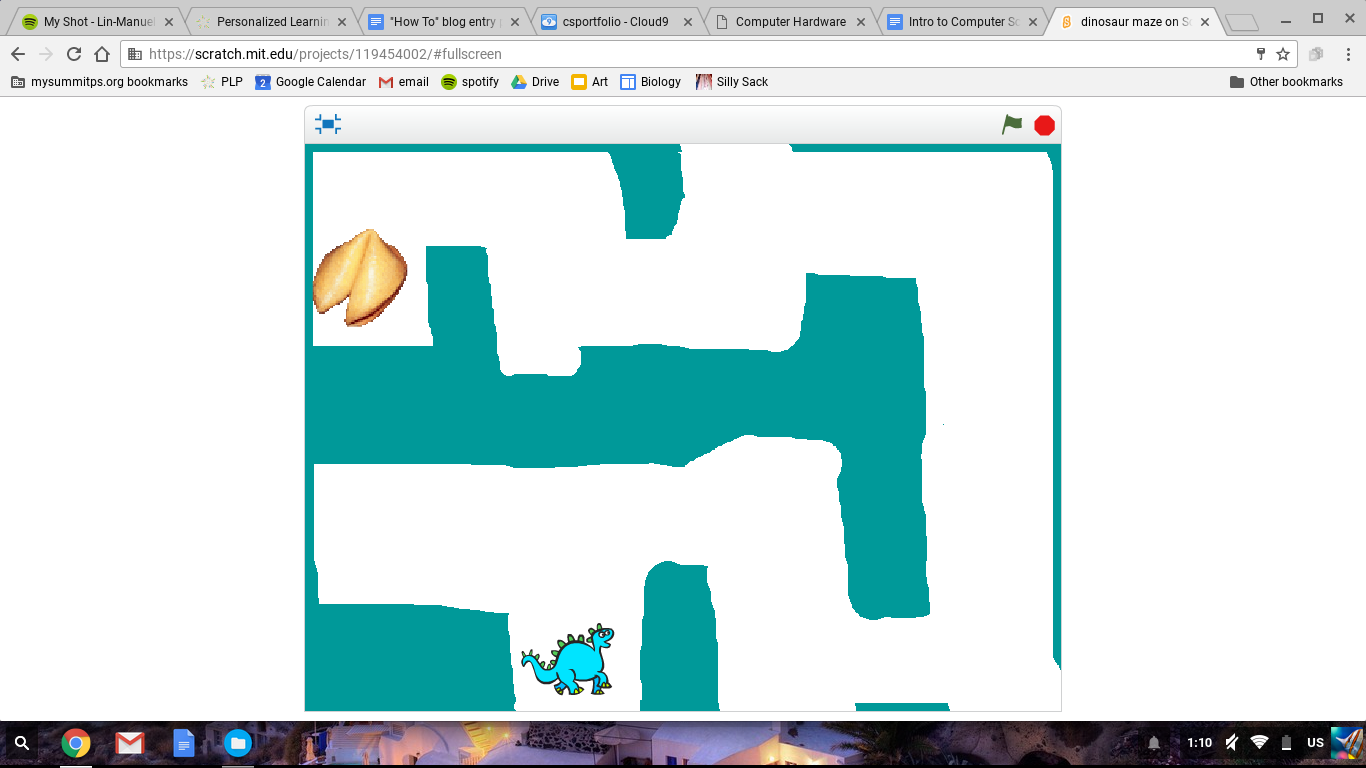 My Shot - Lin-Manuel
Personalized Learnin
"How To" blog entry
csportfolio - Cloud9
Computer Hardware
Intro to Computer Sc
dinosaur maze on Sc
https://scratch.mit.edu/projects/119454002/#fullscreen
mysummitps.org bookmarks
PLP
2
Google Calendar
email
spotify
Drive
Art
Biology
Silly Sack
Other bookmarks
1:10
US